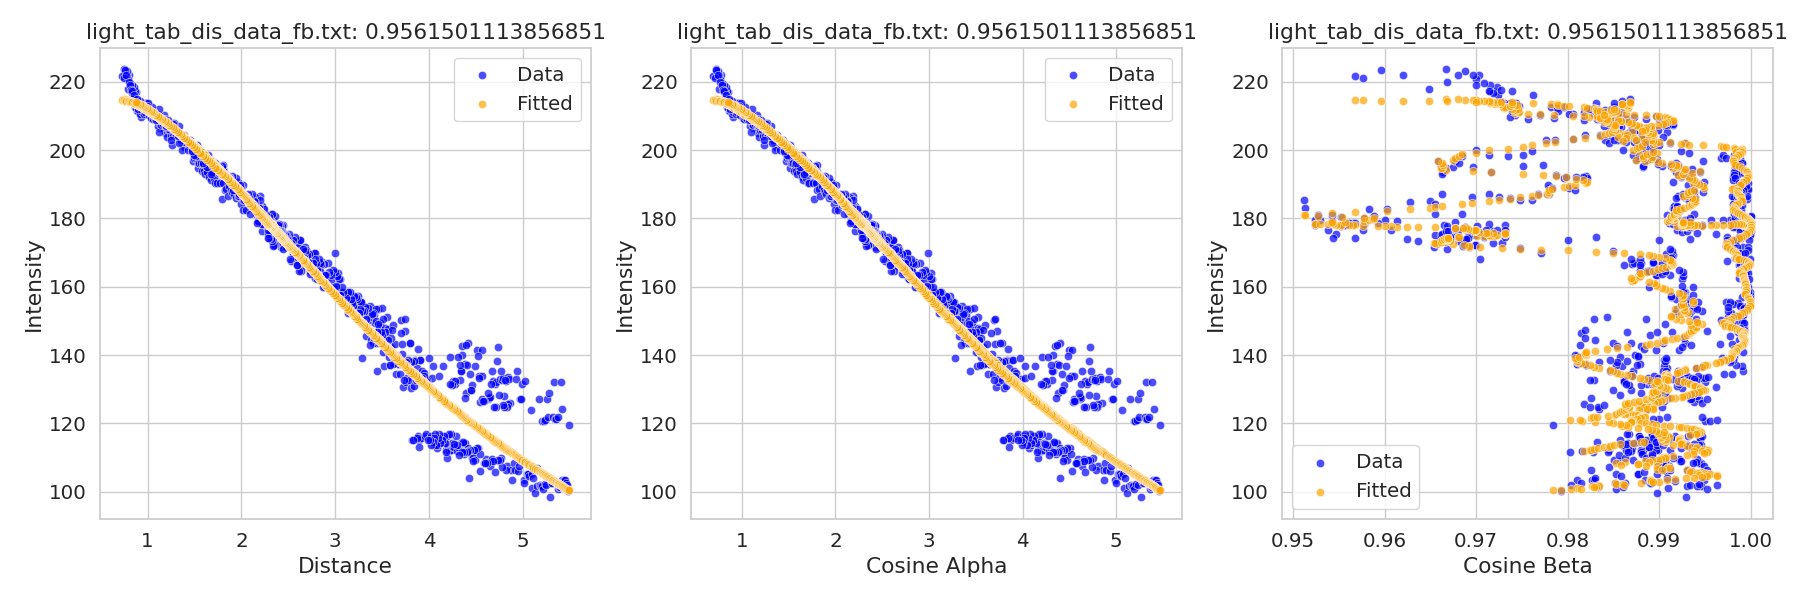 light_tab_dis_data_fb.txt: 0.9561501113856851
Intensity
220
200
180
160
140
120
100
Data
Fitted
1
2
3
4
5
Distance
light_tab_dis_data_fb.txt: 0.9561501113856851
Intensity
220
200
180
160
140
120
100
Data
Fitted
1
2
3
4
5
Cosine Alpha
light_tab_dis_data_fb.txt: 0.9561501113856851
Intensity
220
200
180
160
140
120
100
Data
Fitted
0.95
0.96
0.97
0.98
0.99
1.00
Cosine Beta